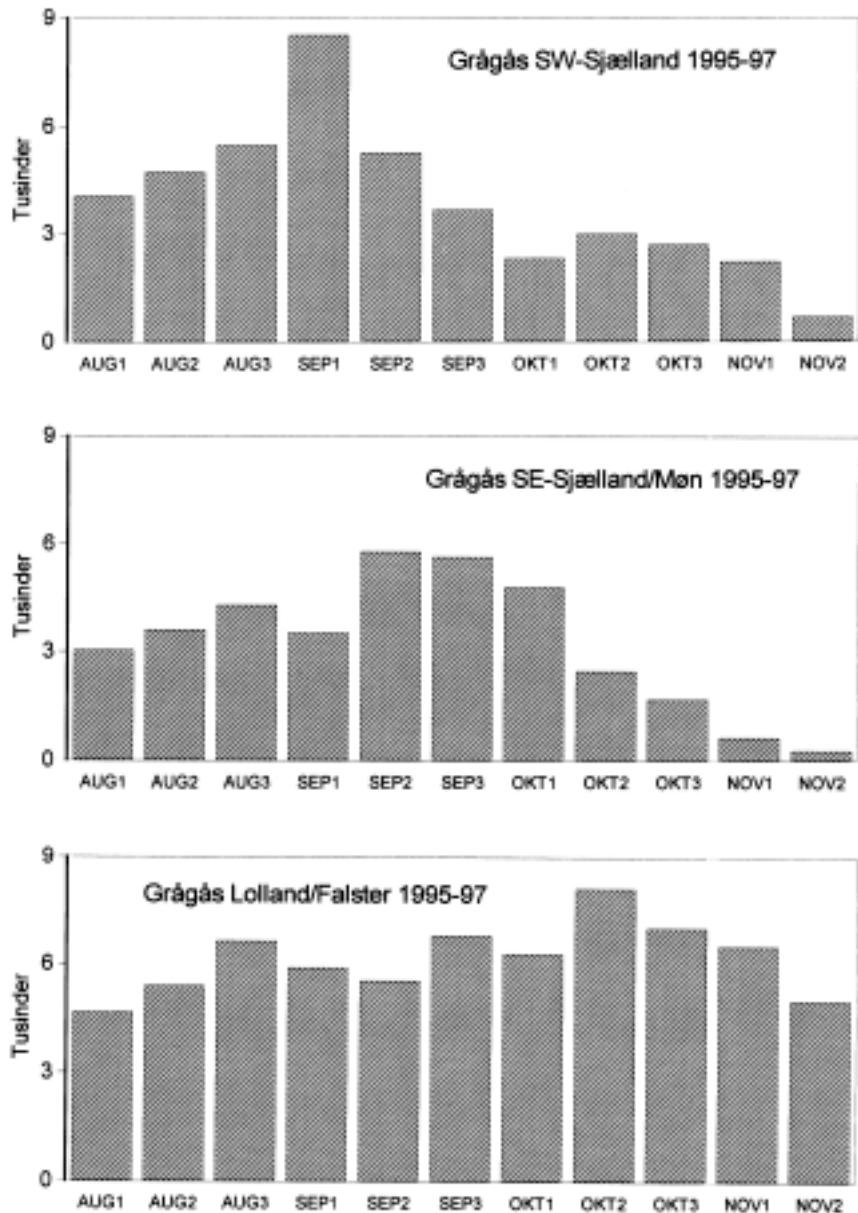 Grågås SW-Sjælland 1995-97
Tusinder
9
6
3
0
AUG1 AUG2 AUG3 SEP1 SEP2 SEP3 OKT1 OKT2 OKT3 NOV1 NOV2
Grågås SE-Sjælland/Møn 1995-97
Tusinder
9
6
3
0
AUG1 AUG2 AUG3 SEP1 SEP2 SEP3 OKT1 OKT2 OKT3 NOV1 NOV2
Grågås Lolland/Falster 1995-97
Tusinder
9
6
3
0
AUG1 AUG2 AUG3 SEP1 SEP2 SEP3 OKT1 OKT2 OKT3 NOV1 NOV2